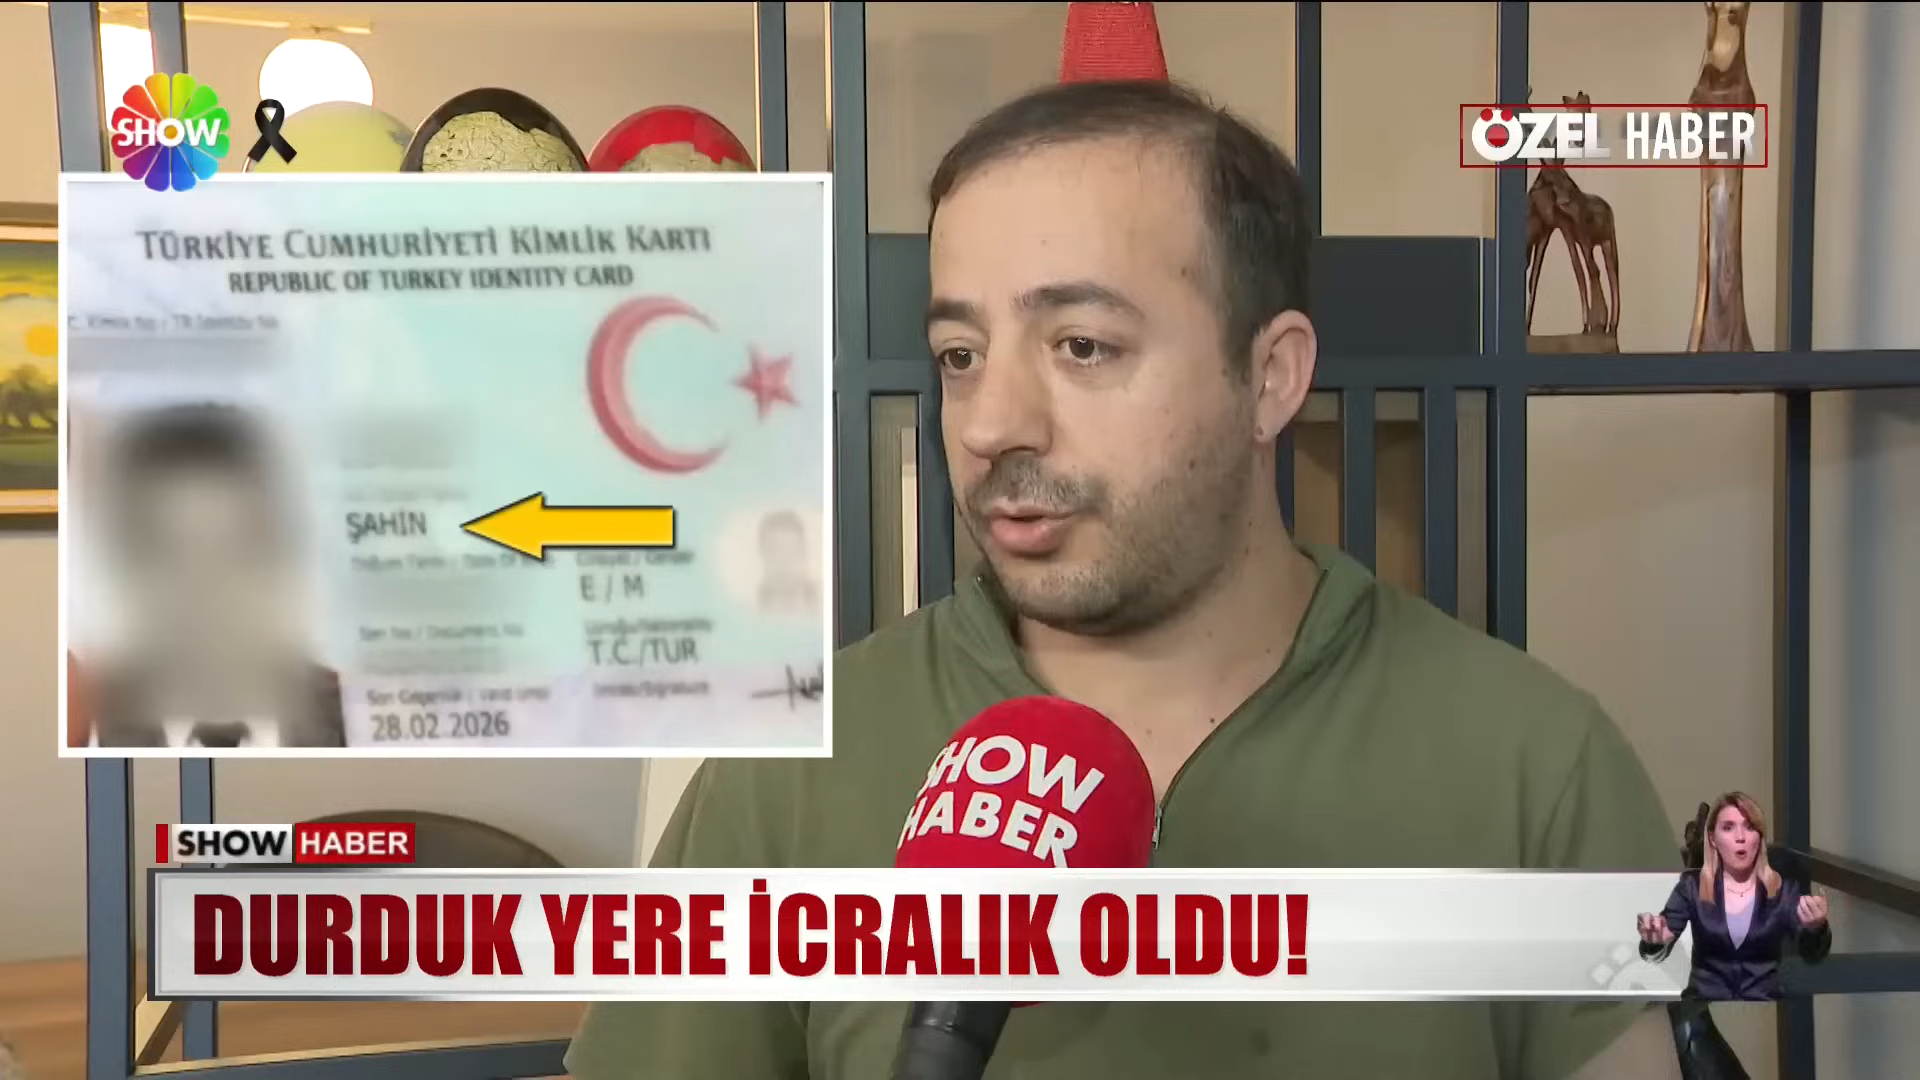 SHOW
ÖZEL HABER
TÜRKİYE CUMHURİYETİ KİMLİK KARTI
REPUBLIC OF TURKEY IDENTITY CARD
ŞAHİN
E / M
T.C./TUR
28.02.2026
SHOW
HABER
SHOW HABER
DURDUK YERE İCRALIK OLDU!